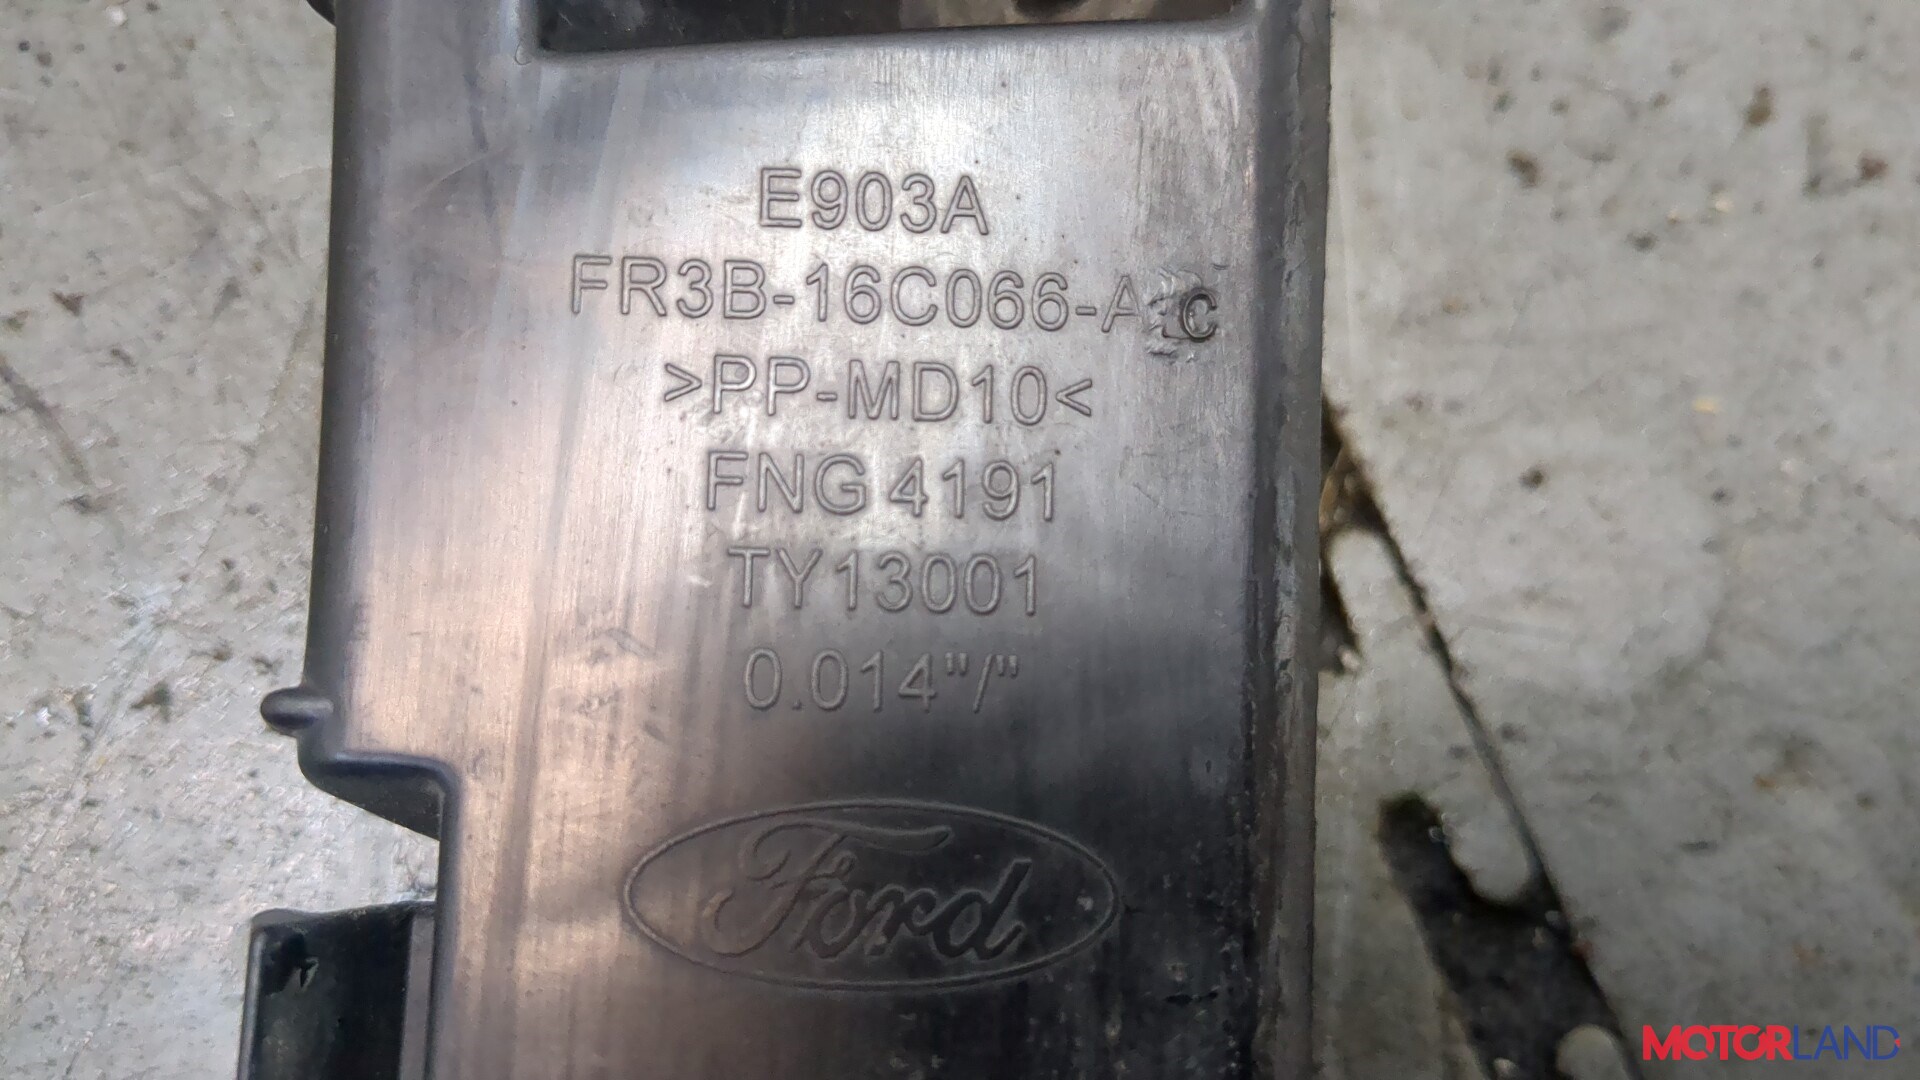 E903A
FR3B-16C066-AC
>PP-MD10<
FNG 4191
TY13001
0.014"/"
Ford
MOTORLAND